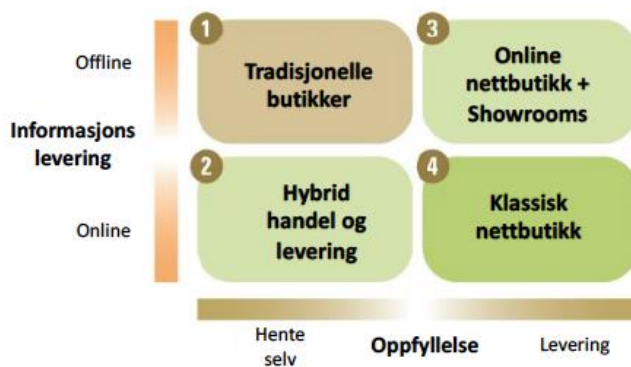 1
Tradisjonelle
butikker
3
Online
nettbutikk +
Showrooms
Offline
Informasjons
levering
Online
2
Hybrid
handel og
levering
4
Klassisk
nettbutikk
Hente
selv
Oppfyllelse
Levering